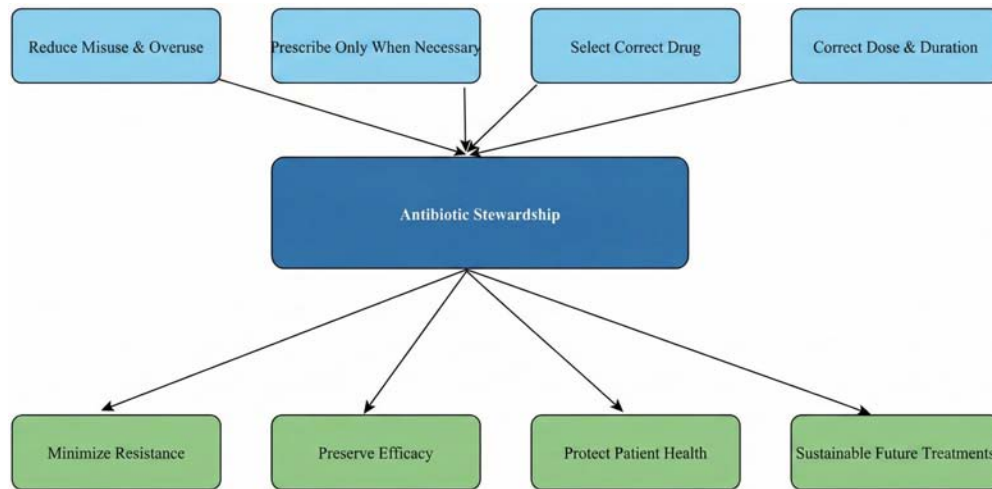 Reduce Misuse & Overuse
Prescribe Only When Necessary
Select Correct Drug
Correct Dose & Duration
Antibiotic Stewardship
Minimize Resistance
Preserve Efficacy
Protect Patient Health
Sustainable Future Treatments